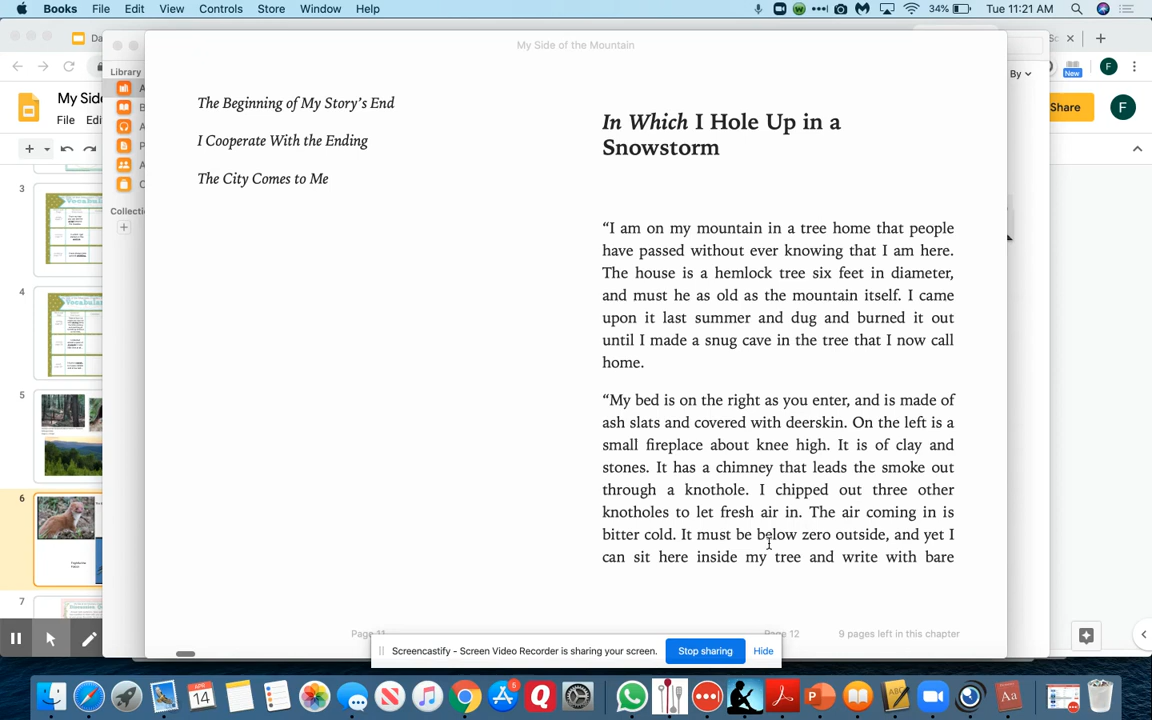 Books File Edit View Controls Store Window Help
34% Tue 11:21 AM
My Side of the Mountain
Library
By
New
F
My Side
Share
F
File
Collecti
The Beginning of My Story's End
I Cooperate With the Ending
The City Comes to Me
In Which I Hole Up in a
Snowstorm
“I am on my mountain in a tree home that people
have passed without ever knowing that I am here.
The house is a hemlock tree six feet in diameter,
and must he as old as the mountain itself. I came
upon it last summer and dug and burned it out
until I made a snug cave in the tree that I now call
home.
“My bed is on the right as you enter, and is made of
ash slats and covered with deerskin. On the left is a
small fireplace about knee high. It is of clay and
stones. It has a chimney that leads the smoke out
through a knothole. I chipped out three other
knotholes to let fresh air in. The air coming in is
bitter cold. It must be below zero outside, and yet I
can sit here inside my tree and write with bare
Page 11
Page 12
9 pages left in this chapter
3
4
5
6
7
Screencastify - Screen Video Recorder is sharing your screen.
Stop sharing
Hide
APR
14
5
Aa